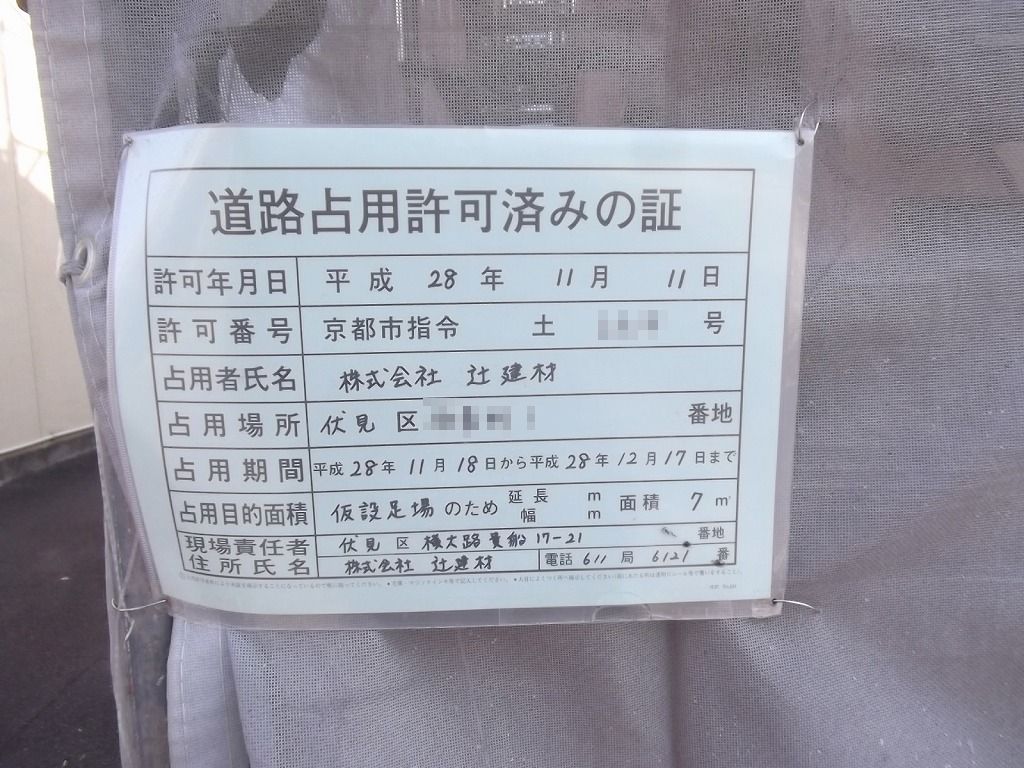 道路占用許可済みの証
許可年月日 平成 28 年 11 月 11 日
許可番号 京都市指令 土 号
占用者氏名 株式会社 辻建材
占用場所 伏見 区 番地
占用期間 平成 28 年 11 月 18 日から平成 28 年 12 月 17 日まで
占用目的面積 仮設足場 のため 延長 m 幅 m 面積 7 ㎡
現場責任者住所氏名 伏見 区 横大路貴船 17-21 番地
株式会社 辻建材 電話 611 局 6121 番